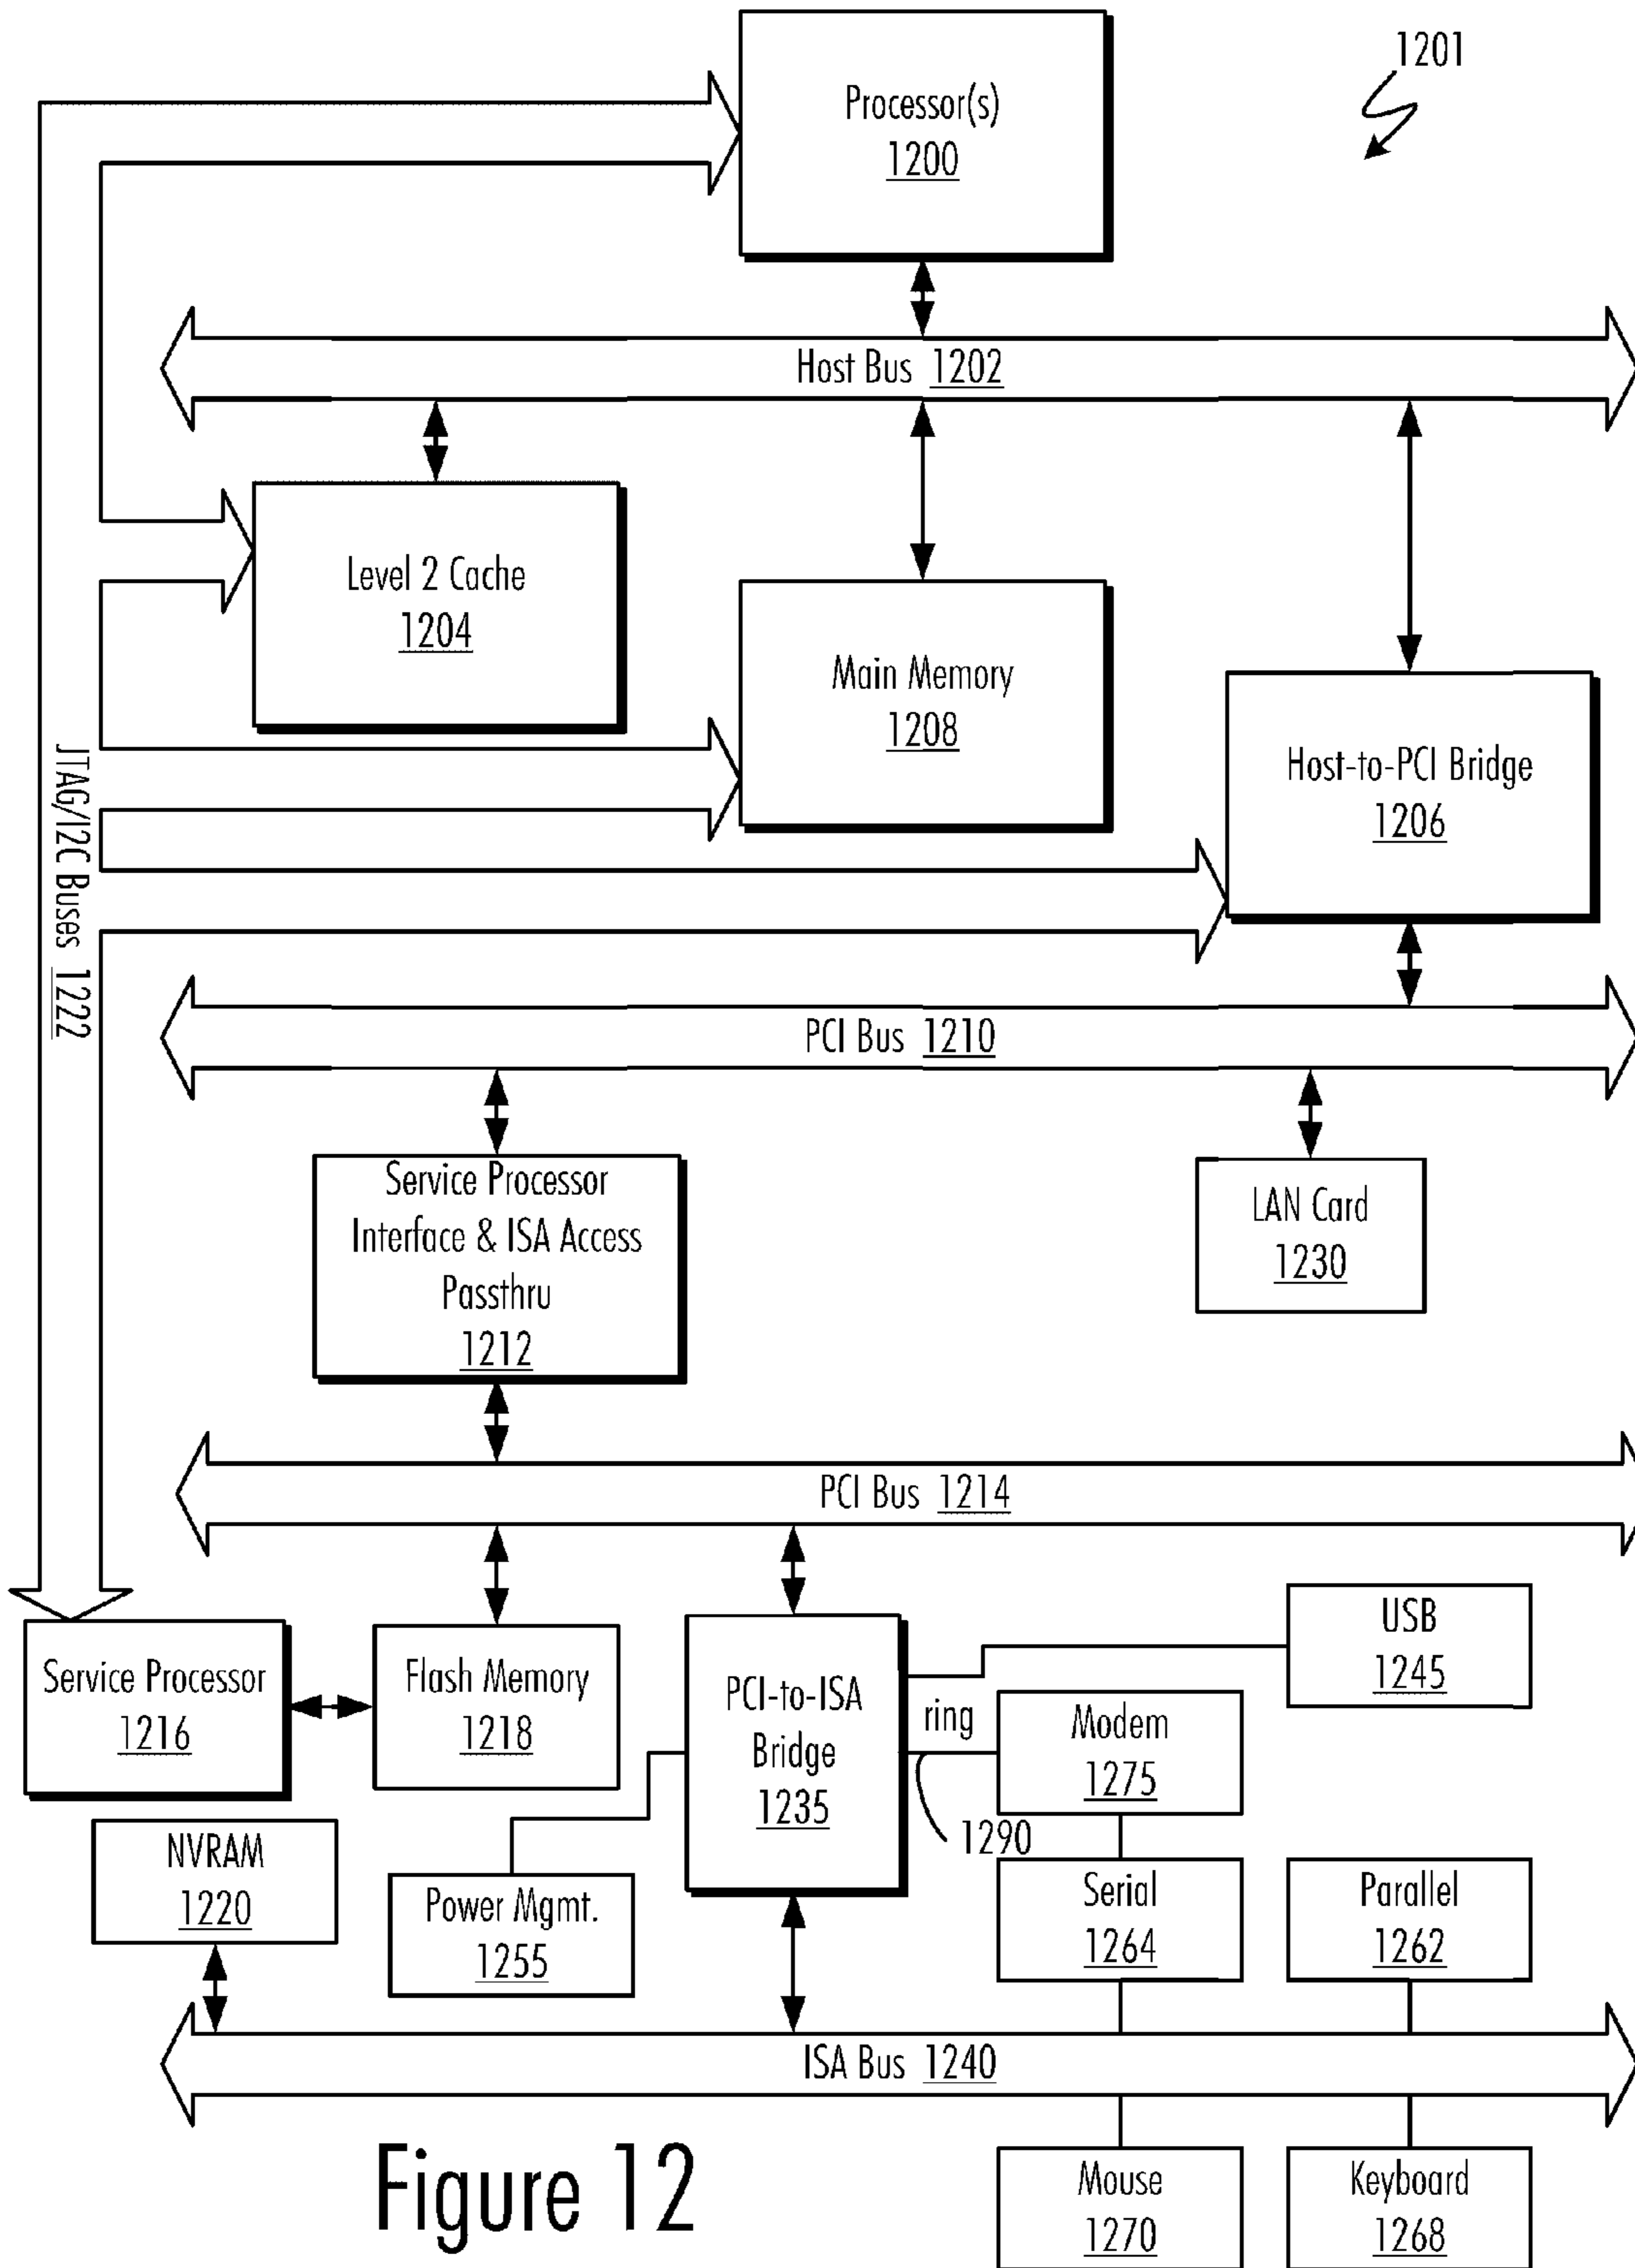 1201
Processor(s)
1200
Host Bus 1202
Level 2 Cache
1204
Main Memory
1208
Host-to-PCI Bridge
1206
JTAG/I2C Buses 1222
PCI Bus 1210
Service Processor
Interface & ISA Access
Passthru
1212
LAN Card
1230
PCI Bus 1214
Service Processor
1216
Flash Memory
1218
PCI-to-ISA
Bridge
1235
USB
1245
ring
Modem
1275
1290
NVRAM
1220
Power Mgmt.
1255
Serial
1264
Parallel
1262
ISA Bus 1240
Mouse
1270
Keyboard
1268
Figure 12